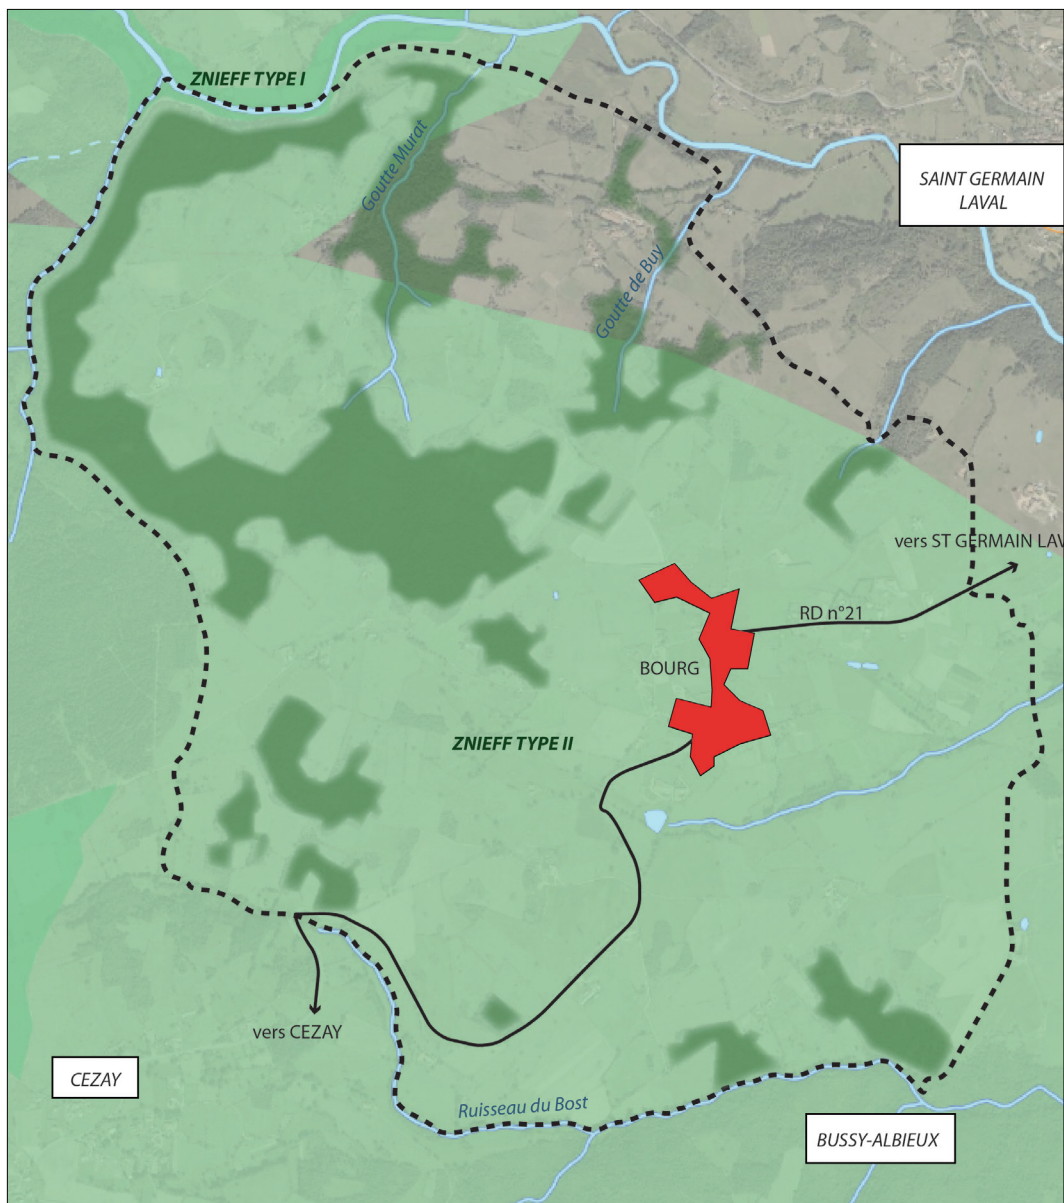 ZNIEFF TYPE I
Goutte Murat
SAINT GERMAIN
LAVAL
Goutte de Buy
vers ST GERMAIN LAV
RD n°21
BOURG
ZNIEFF TYPE II
vers CEZAY
CEZAY
Ruisseau du Bost
BUSSY-ALBIEUX